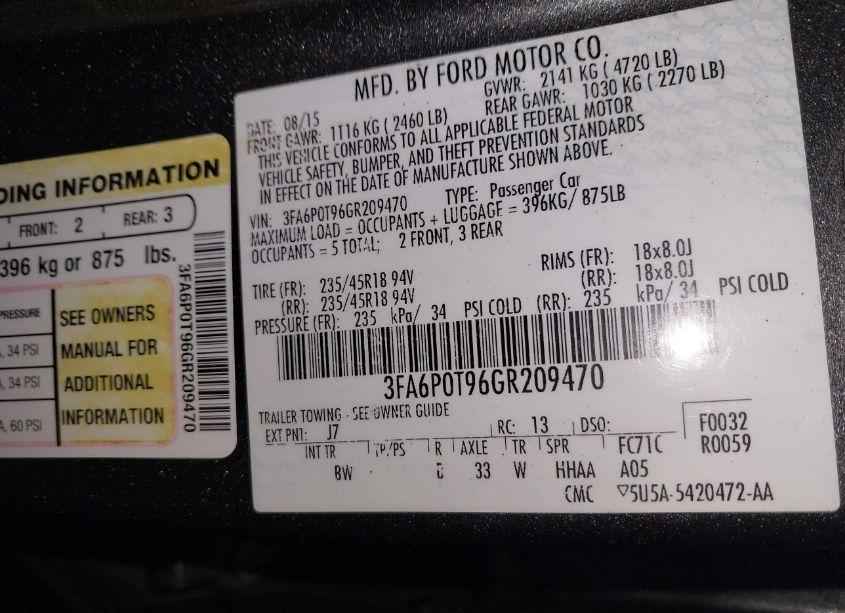 DING INFORMATION
FRONT: 2 REAR: 3
396 kg or 875 lbs.
PRESSURE
34 PSI
34 PSI
60 PSI
SEE OWNERS
MANUAL FOR
ADDITIONAL
INFORMATION
3FA6P0T96GR209470
MFD. BY FORD MOTOR CO.
DATE: 08/15 GVWR: 2141 KG ( 4720 LB)
FRONT GAWR: 1116 KG ( 2460 LB) REAR GAWR: 1030 KG ( 2270 LB)
THIS VEHICLE CONFORMS TO ALL APPLICABLE FEDERAL MOTOR
VEHICLE SAFETY, BUMPER, AND THEFT PREVENTION STANDARDS
IN EFFECT ON THE DATE OF MANUFACTURE SHOWN ABOVE.
VIN: 3FA6P0T96GR209470 TYPE: Passenger Car
MAXIMUM LOAD = OCCUPANTS + LUGGAGE = 396KG/ 875LB
OCCUPANTS = 5 TOTAL; 2 FRONT, 3 REAR
TIRE (FR): 235/45R18 94V RIMS (FR): 18x8.0J
(RR): 235/45R18 94V (RR): 18x8.0J
PRESSURE (FR): 235 kPa/ 34 PSI COLD (RR): 235 kPa/ 34 PSI COLD
3FA6P0T96GR209470
TRAILER TOWING - SEE OWNER GUIDE
EXT PNT: J7 RC: 13 DSO: F0032
INT TR TP/PS R AXLE TR SPR FC71C R0059
BW 33 W HHAA A05
CMC ▽5U5A-5420472-AA